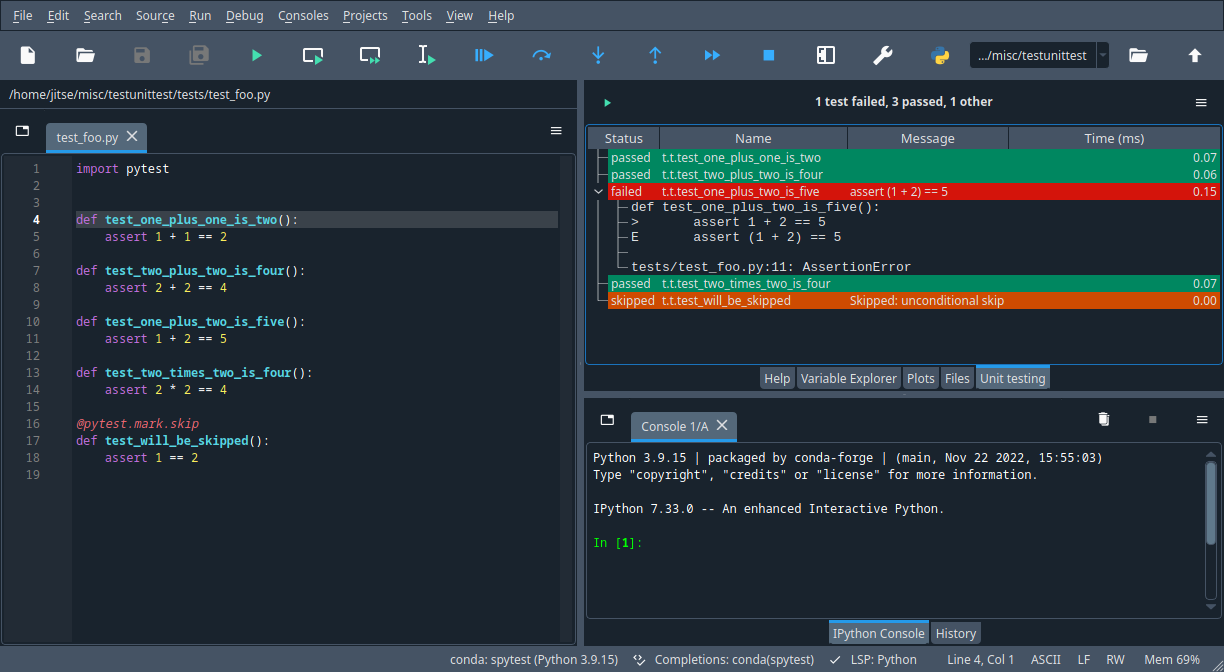 File Edit Search Source Run Debug Consoles Projects Tools View Help
.../misc/testunittest
/home/jitse/misc/testunittest/tests/test_foo.py
test_foo.py
1 import pytest
2
3
4 def test_one_plus_one_is_two():
5     assert 1 + 1 == 2
6
7 def test_two_plus_two_is_four():
8     assert 2 + 2 == 4
9
10 def test_one_plus_two_is_five():
11     assert 1 + 2 == 5
12
13 def test_two_times_two_is_four():
14     assert 2 * 2 == 4
15
16 @pytest.mark.skip
17 def test_will_be_skipped():
18     assert 1 == 2
19
1 test failed, 3 passed, 1 other
Status Name Message Time (ms)
passed t.t.test_one_plus_one_is_two 0.07
passed t.t.test_two_plus_two_is_four 0.06
failed t.t.test_one_plus_two_is_five assert (1 + 2) == 5 0.15
def test_one_plus_two_is_five():
>       assert 1 + 2 == 5
E       assert (1 + 2) == 5
tests/test_foo.py:11: AssertionError
passed t.t.test_two_times_two_is_four 0.07
skipped t.t.test_will_be_skipped Skipped: unconditional skip 0.00
Help Variable Explorer Plots Files Unit testing
Console 1/A
Python 3.9.15 | packaged by conda-forge | (main, Nov 22 2022, 15:55:03)
Type "copyright", "credits" or "license" for more information.
IPython 7.33.0 -- An enhanced Interactive Python.
In [1]:
IPython Console History
conda: spytest (Python 3.9.15) Completions: conda(spytest) LSP: Python Line 4, Col 1 ASCII LF RW Mem 69%